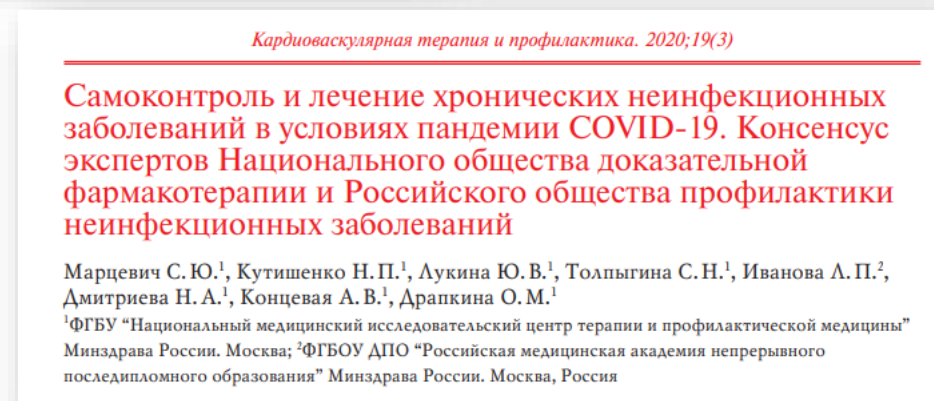 Кардиоваскулярная терапия и профилактика. 2020;19(3)
Самоконтроль и лечение хронических неинфекционных
заболеваний в условиях пандемии COVID-19. Консенсус
экспертов Национального общества доказательной
фармакотерапии и Российского общества профилактики
неинфекционных заболеваний
Марцевич С. Ю.¹, Кутишенко Н. П.¹, Лукина Ю. В.¹, Толпыгина С. Н.¹, Иванова Л. П.²,
Дмитриева Н. А.¹, Концевая А. В.¹, Драпкина О. М.¹
¹ФГБУ “Национальный медицинский исследовательский центр терапии и профилактической медицины”
Минздрава России. Москва; ²ФГБОУ ДПО “Российская медицинская академия непрерывного
последипломного образования” Минздрава России. Москва, Россия